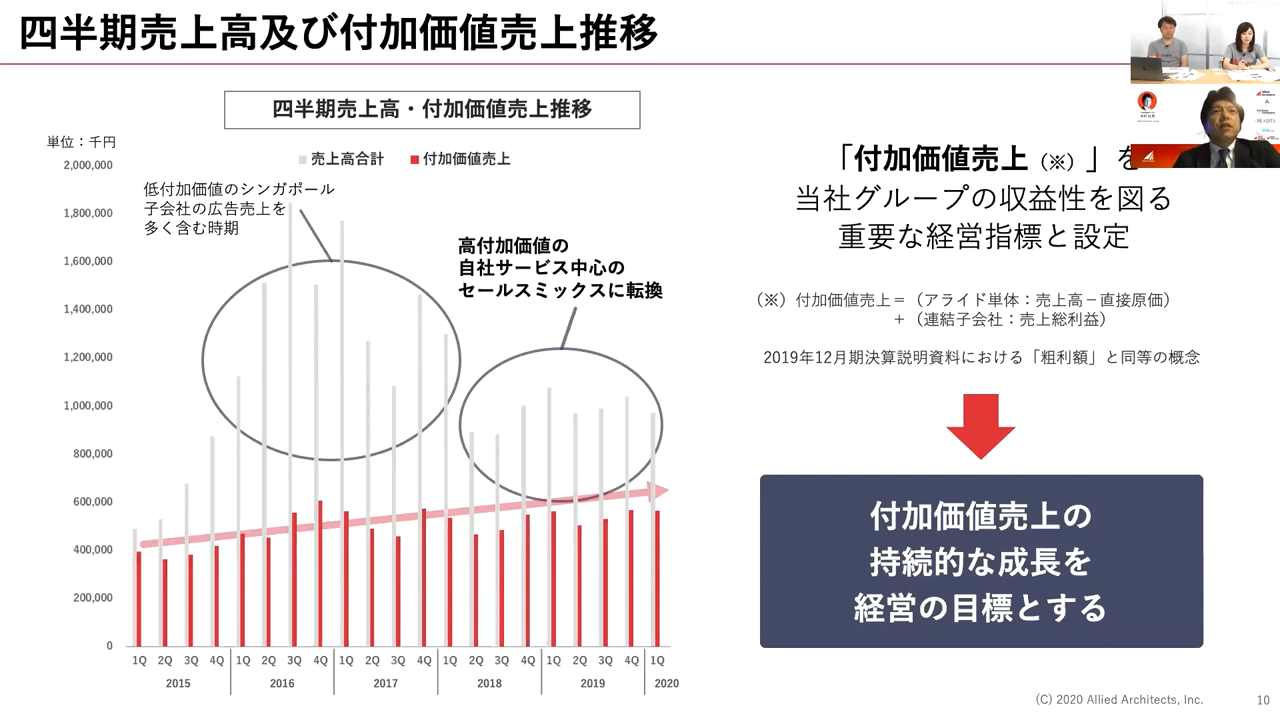 四半期売上高及び付加価値売上推移
四半期売上高・付加価値売上推移
単位：千円
売上高合計
付加価値売上
2,000,000
1,800,000
1,600,000
1,400,000
1,200,000
1,000,000
800,000
600,000
400,000
200,000
0
低付加価値のシンガポール
子会社の広告売上を
多く含む時期
高付加価値の
自社サービス中心の
セールスミックスに転換
1Q 2Q 3Q 4Q 1Q 2Q 3Q 4Q 1Q 2Q 3Q 4Q 1Q 2Q 3Q 4Q 1Q 2Q 3Q 4Q 1Q
2015 2016 2017 2018 2019 2020
「付加価値売上（※）」を
当社グループの収益性を図る
重要な経営指標と設定
（※）付加価値売上＝（アライド単体：売上高－直接原価）
＋（連結子会社：売上総利益）
2019年12月期決算説明資料における「粗利額」と同等の概念
付加価値売上の
持続的な成長を
経営の目標とする
(C) 2020 Allied Architects, Inc.
10